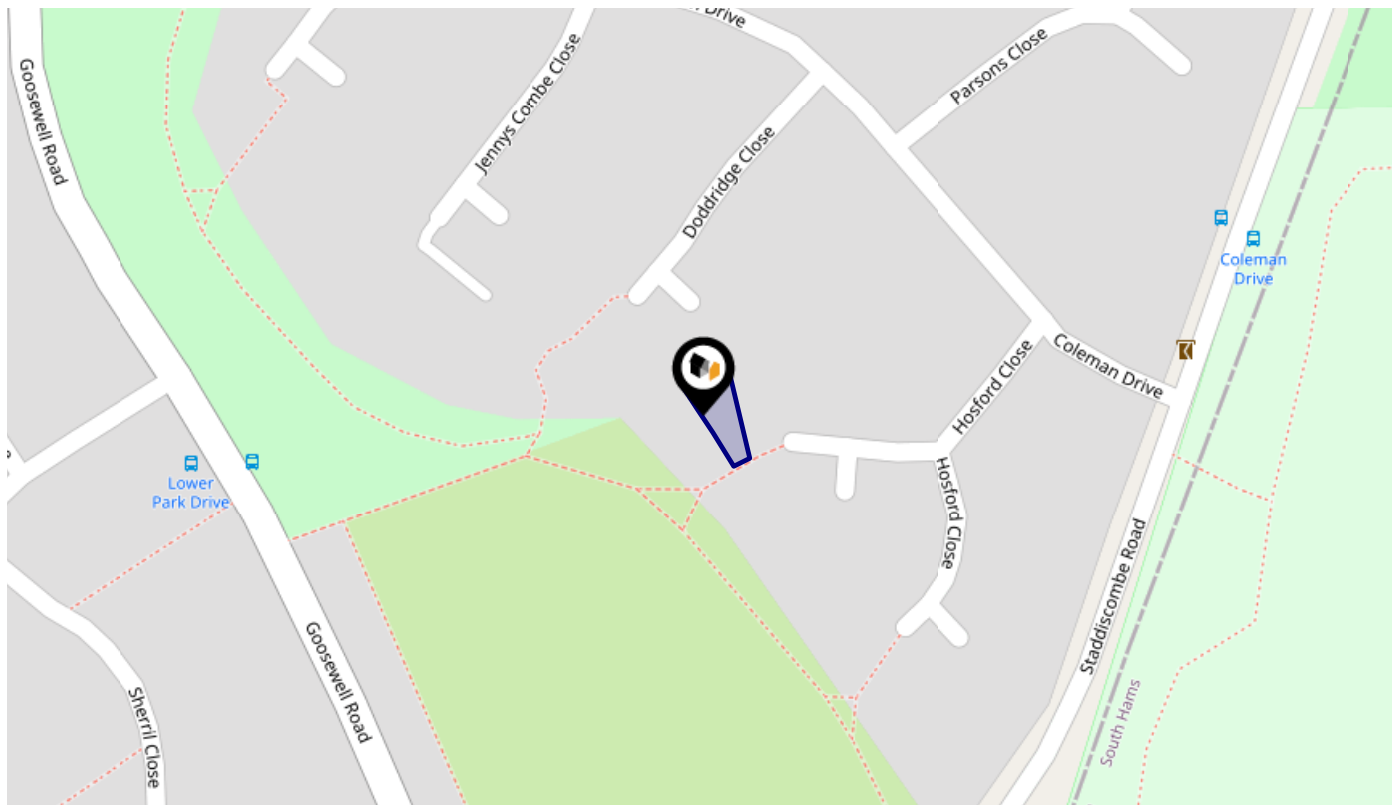 Drive
Parsons Close
Jennys Combe Close
Goosewell Road
Doddridge Close
Coleman
Drive
Hosford Close
Coleman Drive
Lower
Park Drive
Hosford Close
Staddiscombe Road
Goosewell Road
South Hams
Sherril Close